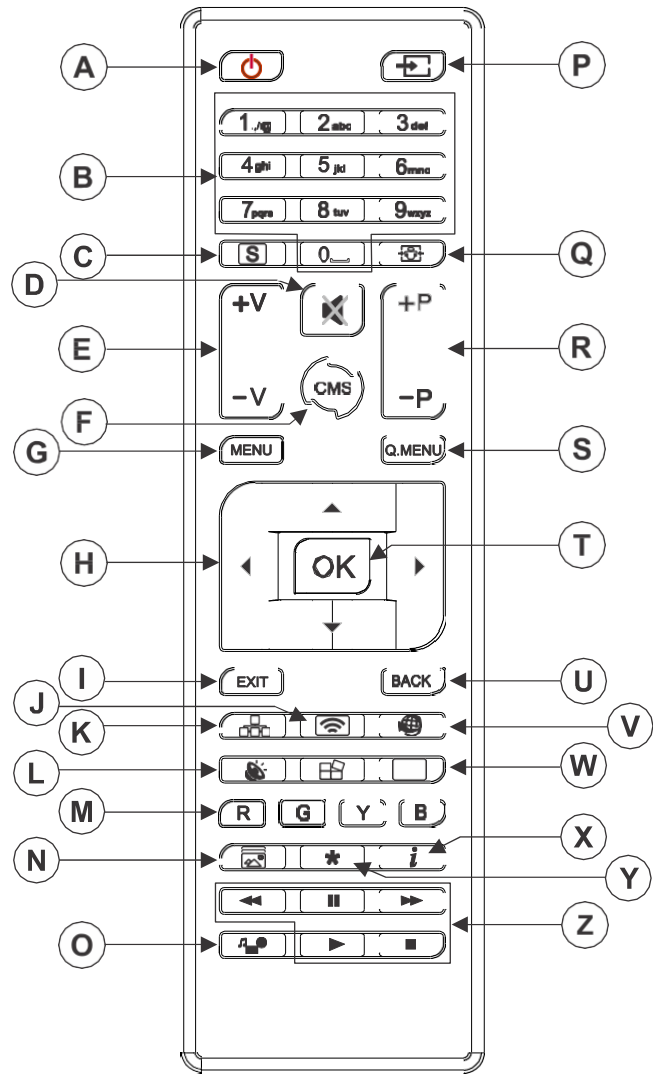 A
P
1.,/@ 2abc 3def
B 4ghi 5jkl 6mno
7pqrs 8tuv 9wxyz
C S 0 Q
D
+V +P
E R
-V CMS -P
F
G MENU Q.MENU S
H OK T
I EXIT BACK U
J
K V
L W
M R G Y B
N * i X
Y
Z
O